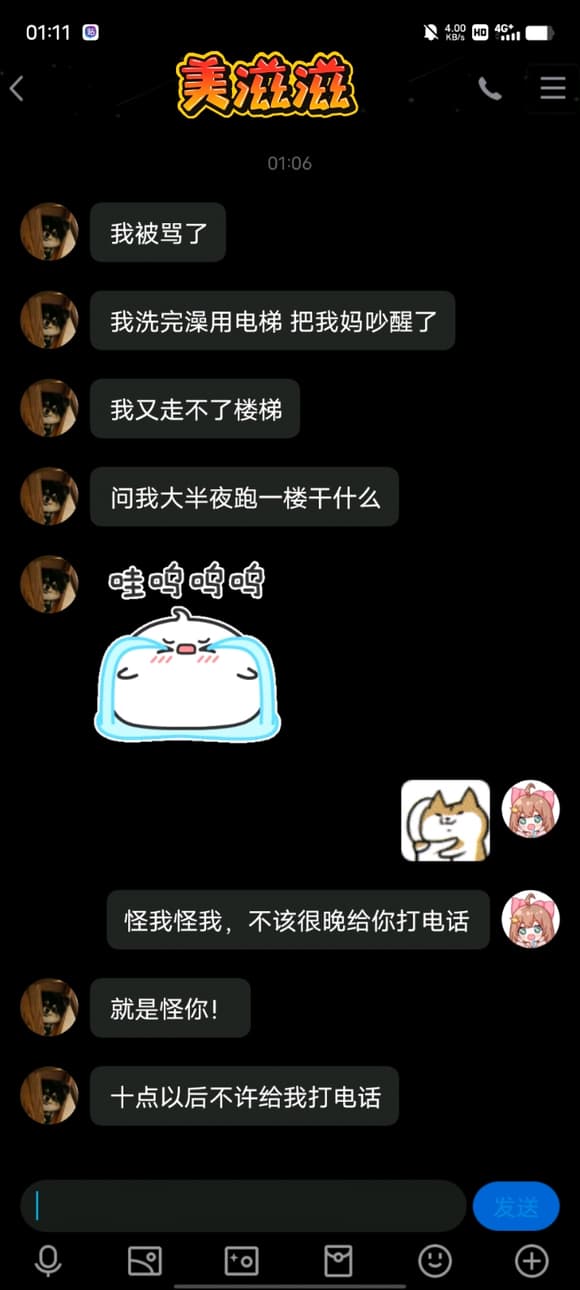 01:11
4.00
KB/s
HD
4G+
美滋滋
01:06
我被骂了
我洗完澡用电梯 把我妈吵醒了
我又走不了楼梯
问我大半夜跑一楼干什么
哇呜呜呜
怪我怪我，不该很晚给你打电话
就是怪你！
十点以后不许给我打电话
发送